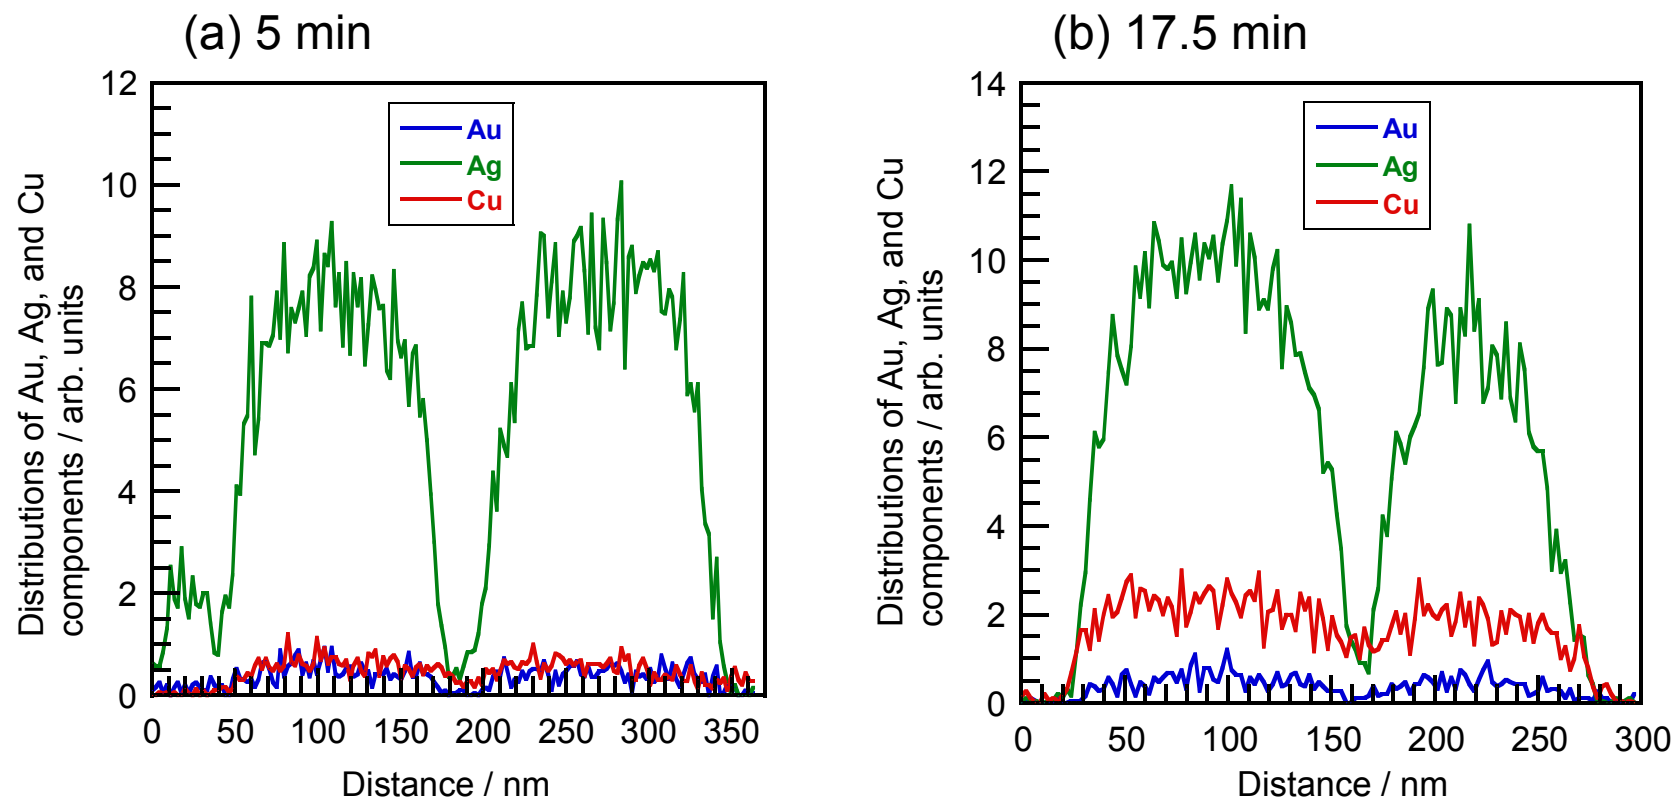 (a) 5 min
12
10
8
6
4
2
0
Distributions of Au, Ag, and Cu
components / arb. units
Au
Ag
Cu
0 50 100 150 200 250 300 350
Distance / nm
(b) 17.5 min
14
12
10
8
6
4
2
0
Distributions of Au, Ag, and Cu
components / arb. units
Au
Ag
Cu
0 50 100 150 200 250 300
Distance / nm